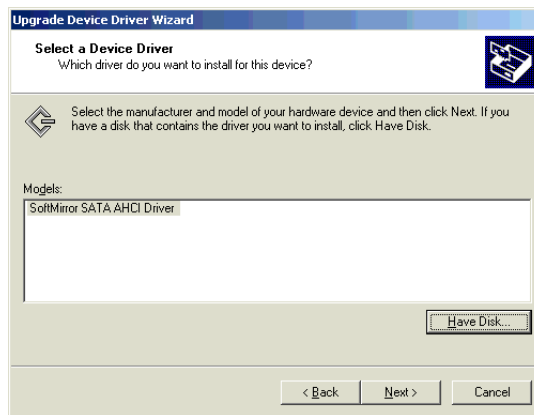 Upgrade Device Driver Wizard
Select a Device Driver
Which driver do you want to install for this device?
Select the manufacturer and model of your hardware device and then click Next. If you
have a disk that contains the driver you want to install, click Have Disk.
Models:
SoftMirror SATA AHCI Driver
Have Disk...
< Back
Next >
Cancel